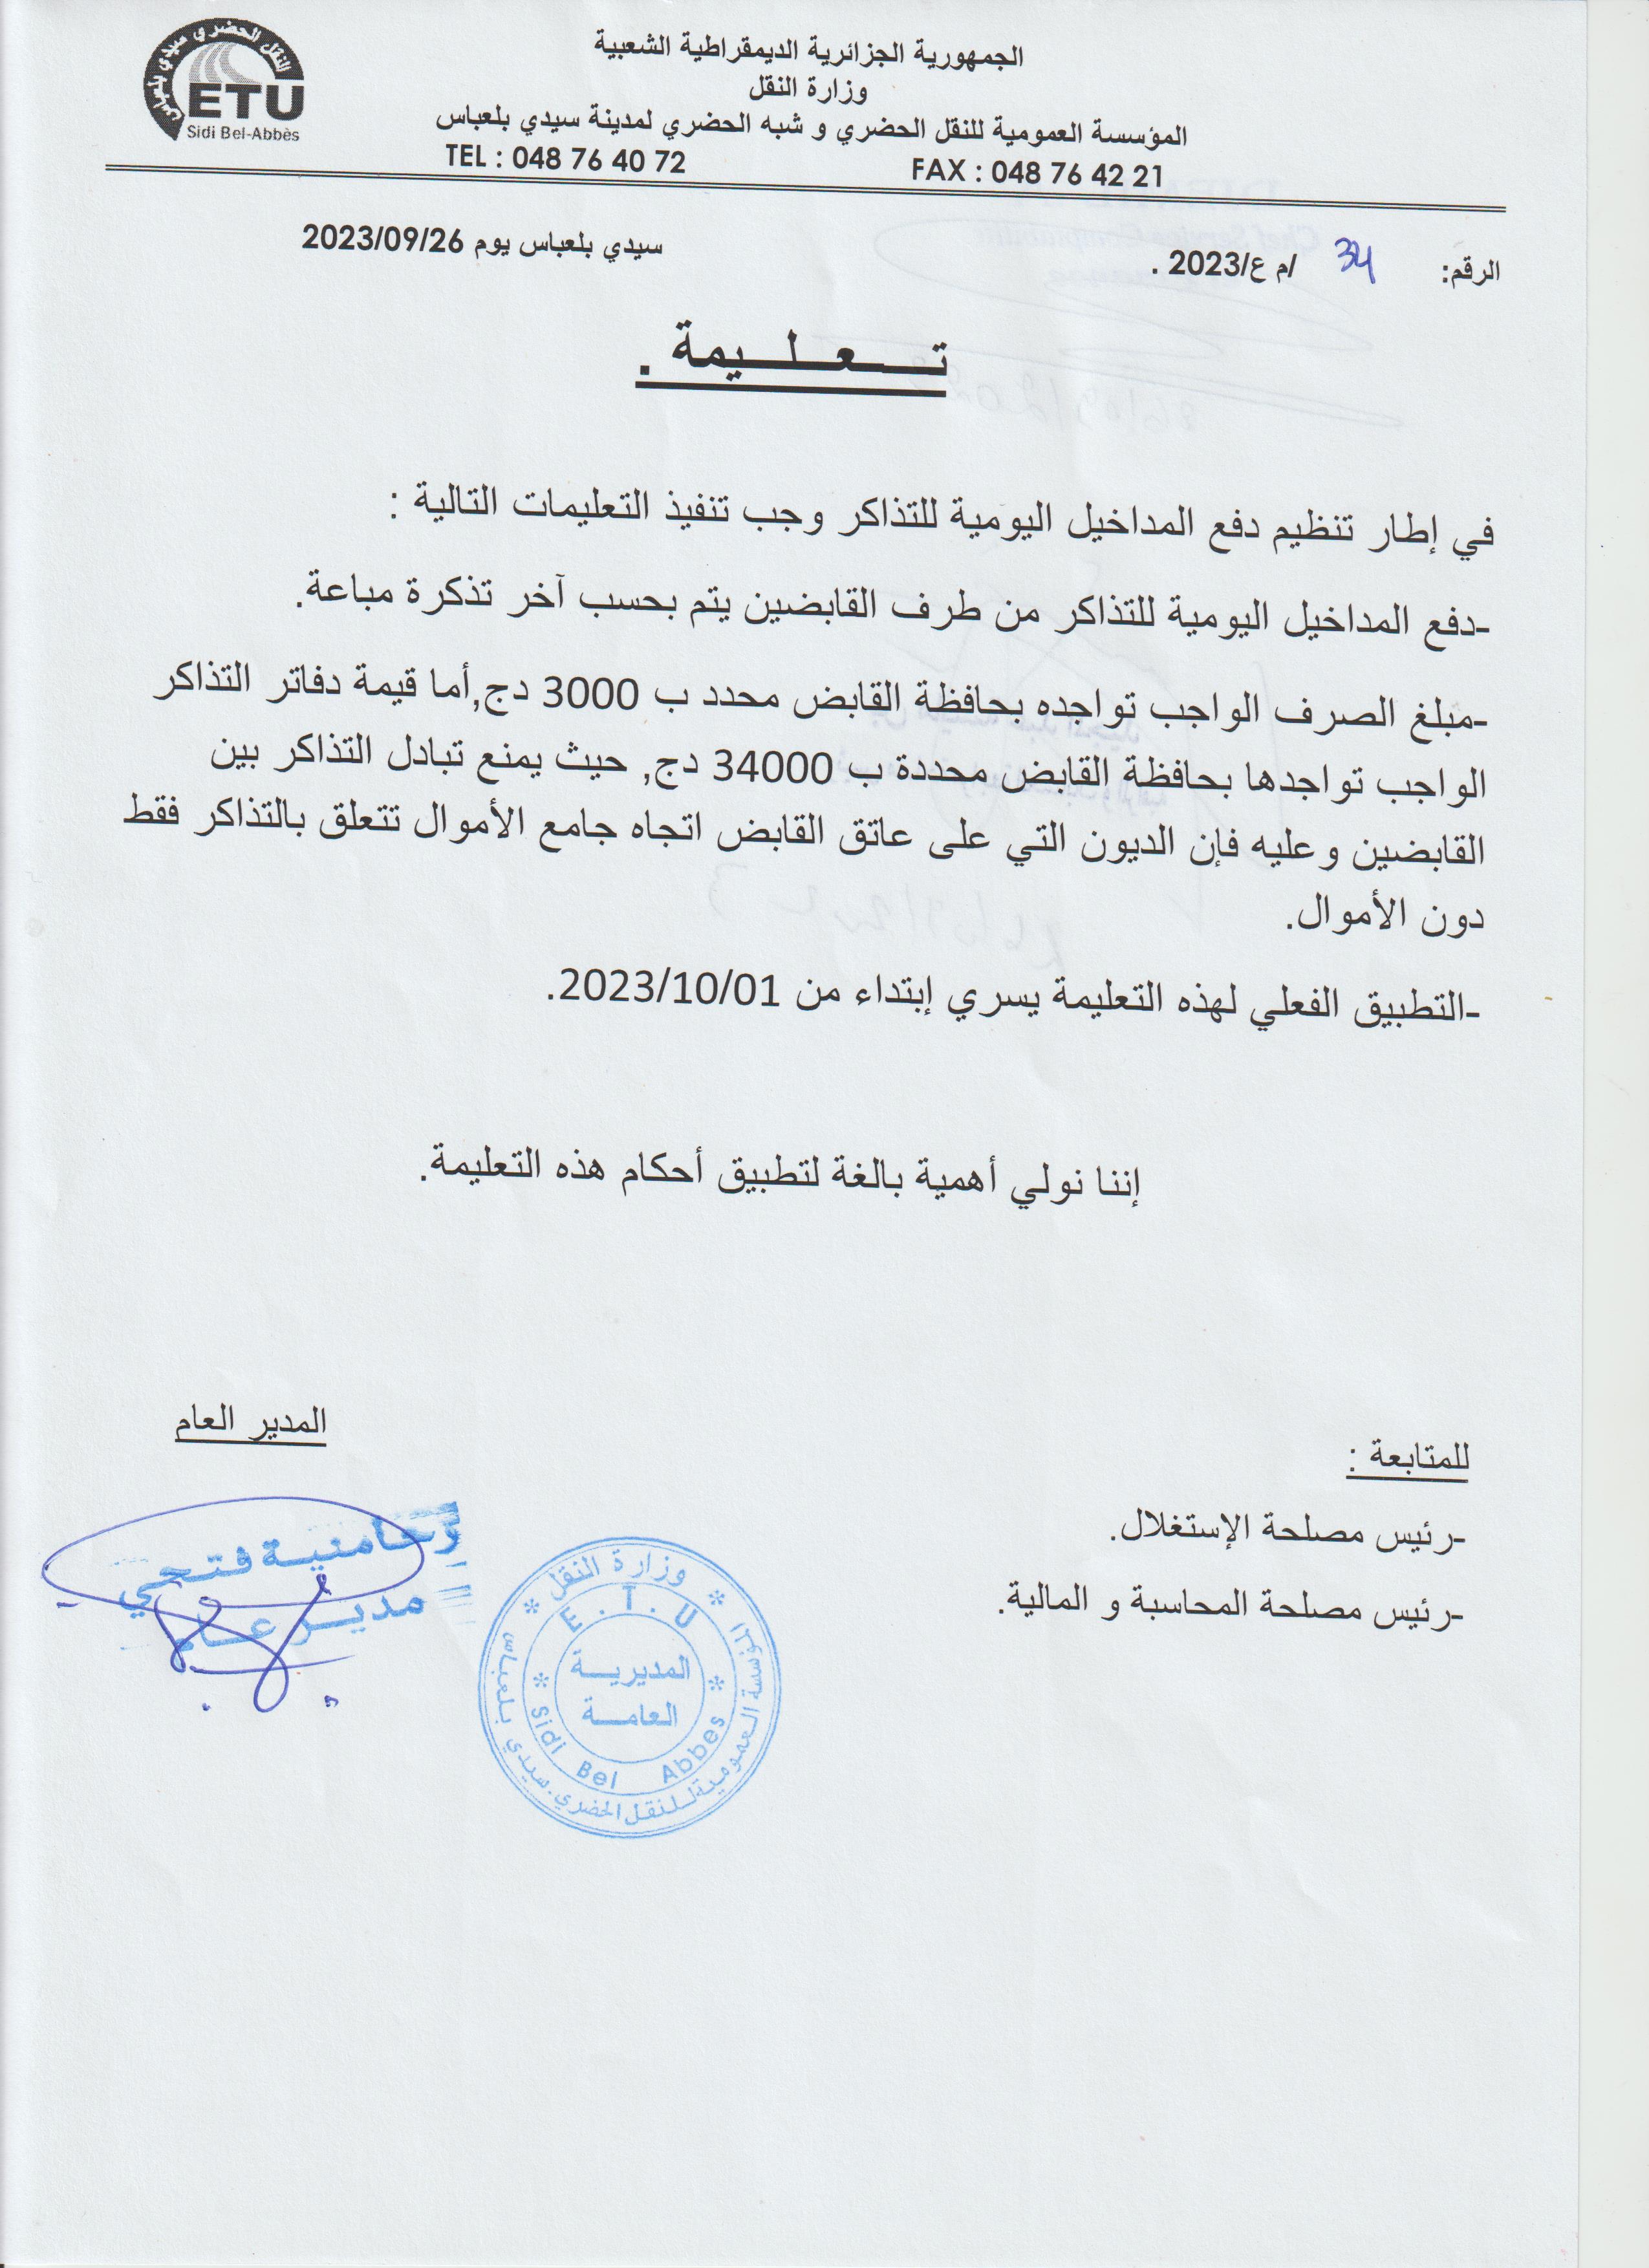 النقل الحضري سيدي بلعباس
ETU
Sidi Bel-Abbès
الجمهورية الجزائرية الديمقراطية الشعبية
وزارة النقل
المؤسسة العمومية للنقل الحضري و شبه الحضري لمدينة سيدي بلعباس
TEL : 048 76 40 72 FAX : 048 76 42 21
الرقم: 34 /م ع/2023 . سيدي بلعباس يوم 2023/09/26
تـــعـــلـــيمة .
في إطار تنظيم دفع المداخيل اليومية للتذاكر وجب تنفيذ التعليمات التالية :
-دفع المداخيل اليومية للتذاكر من طرف القابضين يتم بحسب آخر تذكرة مباعة.
-مبلغ الصرف الواجب تواجده بحافظة القابض محدد ب 3000 دج,أما قيمة دفاتر التذاكر
الواجب تواجدها بحافظة القابض محددة ب 34000 دج, حيث يمنع تبادل التذاكر بين
القابضين وعليه فإن الديون التي على عاتق القابض اتجاه جامع الأموال تتعلق بالتذاكر فقط
دون الأموال.
-التطبيق الفعلي لهذه التعليمة يسري إبتداء من 2023/10/01.
إننا نولي أهمية بالغة لتطبيق أحكام هذه التعليمة.
المدير العام
للمتابعة :
-رئيس مصلحة الإستغلال.
-رئيس مصلحة المحاسبة و المالية.
رحامنية فتحي
مديـر عـام
وزارة النقل
المؤسسة العمومية للنقل الحضري.سيدي بلعباس
E.T.U
Sidi Bel Abbes
المديريـــة
العامـــة